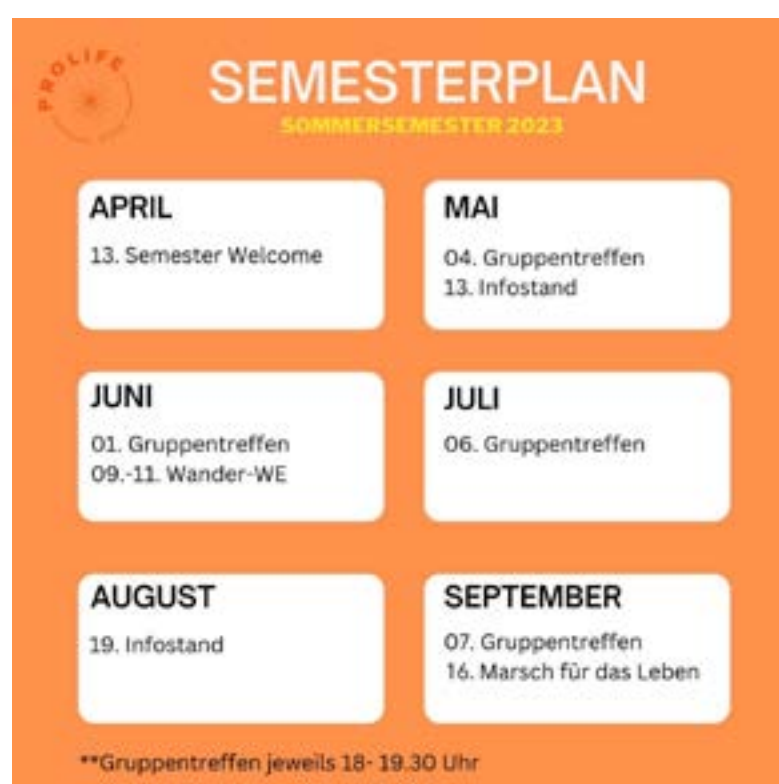 PROLIFE
SEMESTERPLAN
SOMMERSEMESTER 2023
APRIL
13. Semester Welcome
MAI
04. Gruppentreffen
13. Infostand
JUNI
01. Gruppentreffen
09.-11. Wander-WE
JULI
06. Gruppentreffen
AUGUST
19. Infostand
SEPTEMBER
07. Gruppentreffen
16. Marsch für das Leben
**Gruppentreffen jeweils 18- 19.30 Uhr